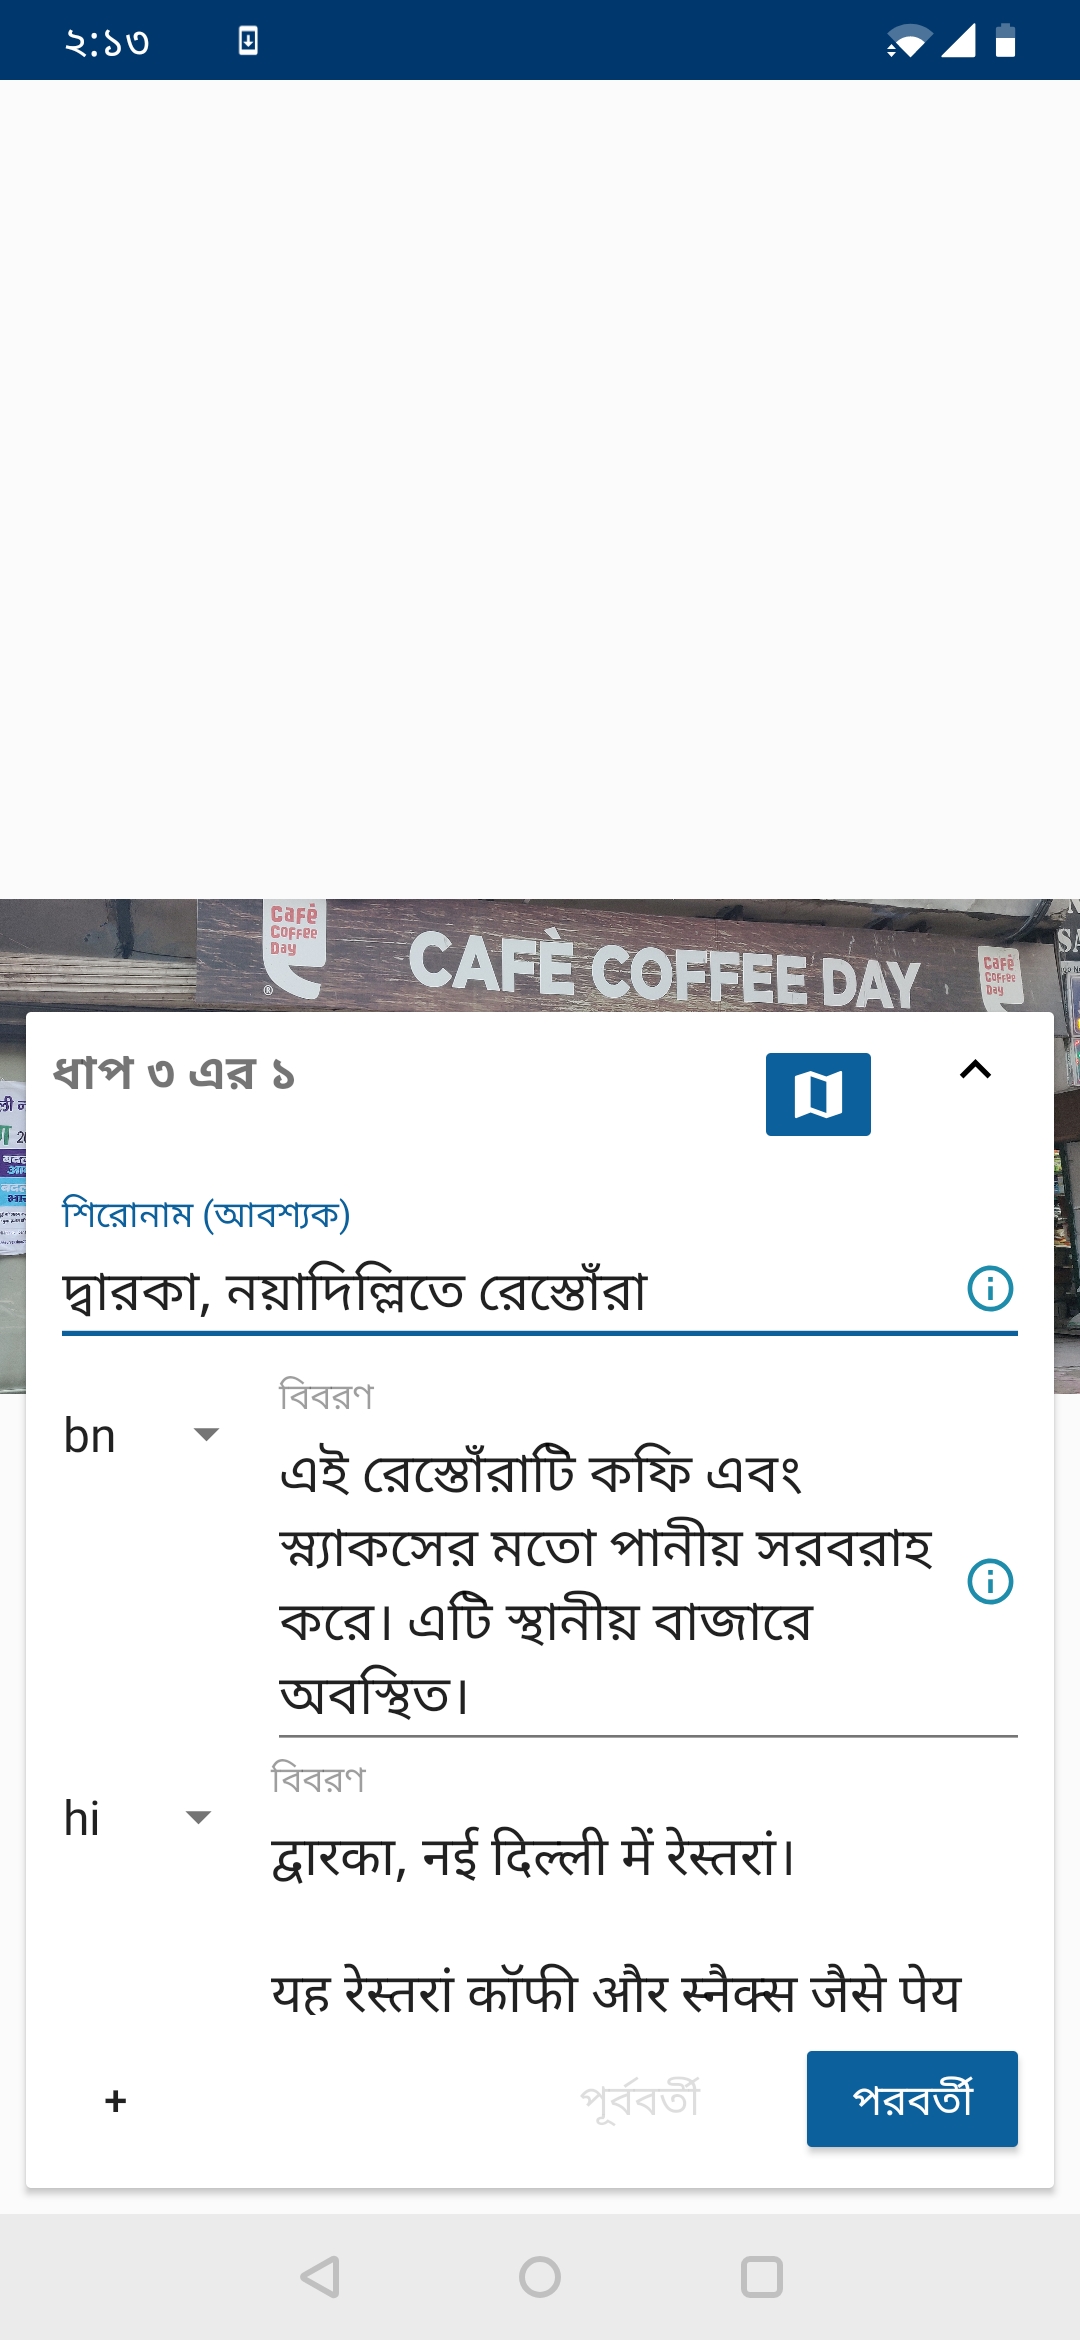 ২:১৩
Café
Coffee
Day
CAFÈ COFFEE DAY
Café
Coffee
Day
ধাপ ৩ এর ১
শিরোনাম (আবশ্যক)
দ্বারকা, নয়াদিল্লিতে রেস্তোঁরা
bn
বিবরণ
এই রেস্তোঁরাটি কফি এবং
স্ন্যাকসের মতো পানীয় সরবরাহ
করে। এটি স্থানীয় বাজারে
অবস্থিত।
hi
বিবরণ
द्वारका, नई दिल्ली में रेस्तरां।
यह रेस्तरां कॉफी और स्नैक्स जैसे पेय
+
পূর্ববর্তী
পরবর্তী